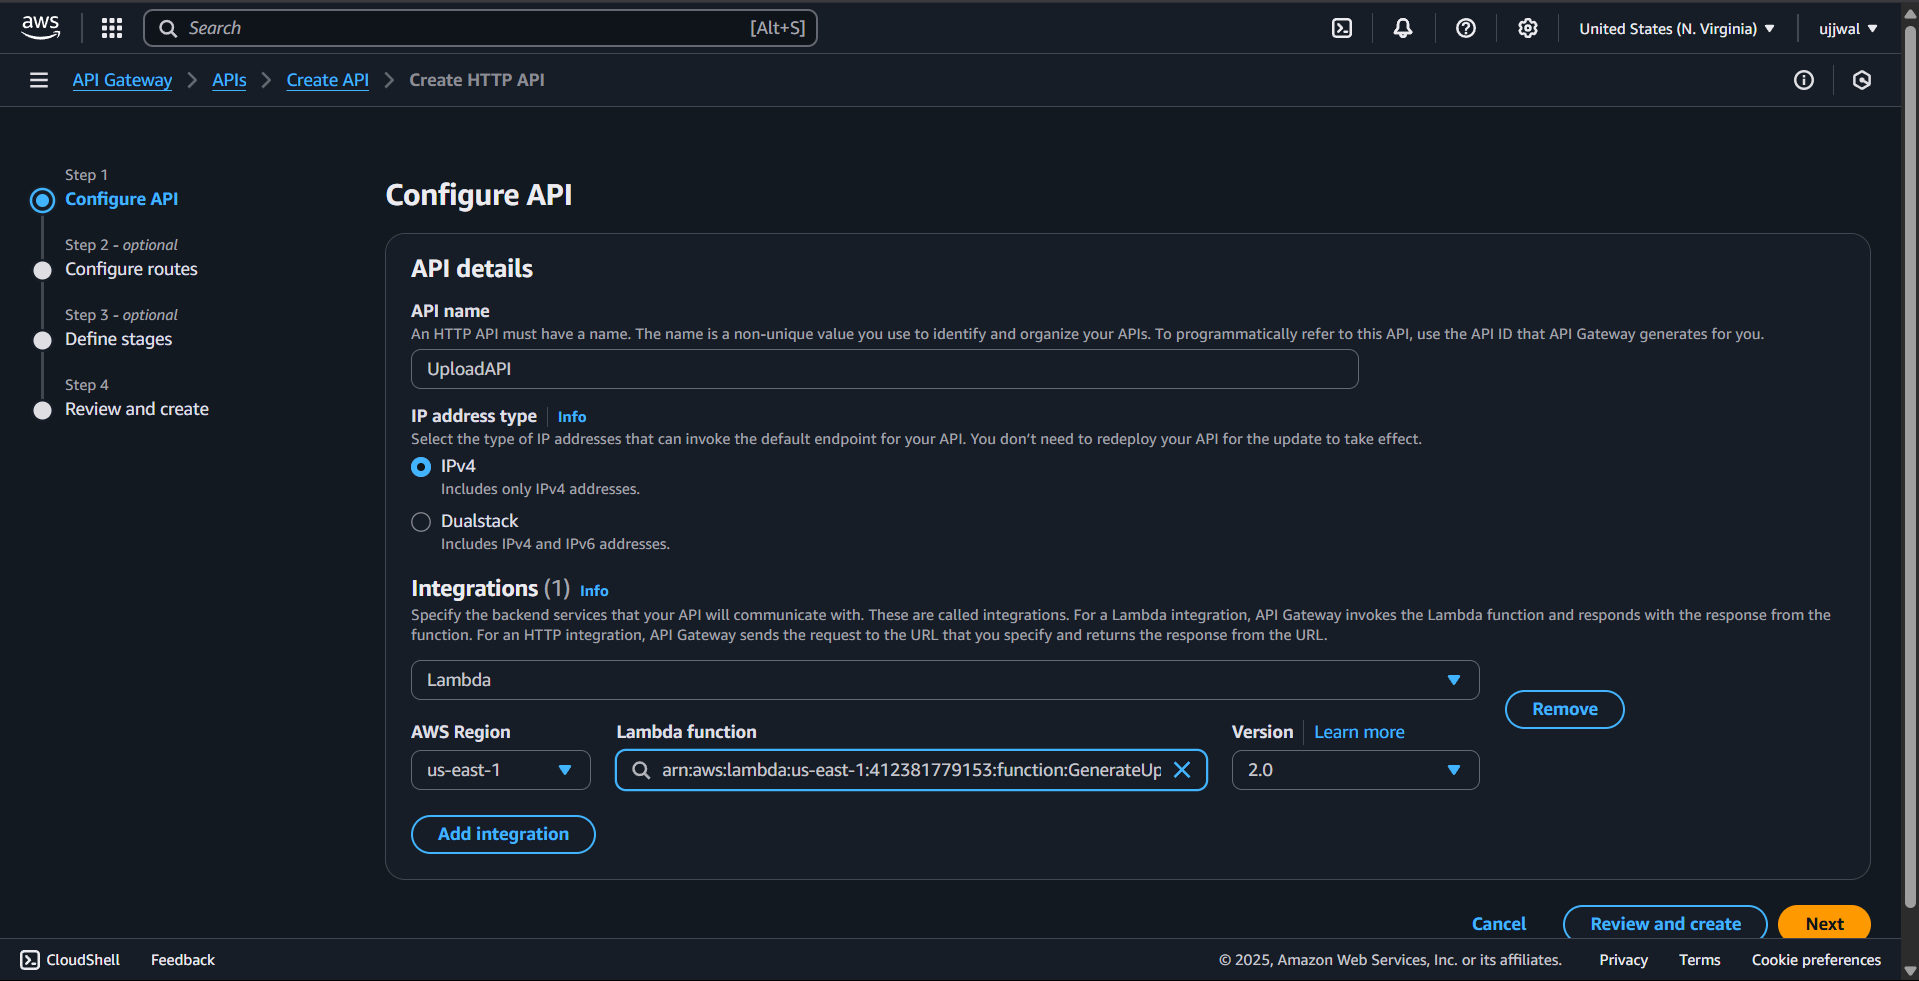 aws
Search [Alt+S]
United States (N. Virginia)
ujjwal
API Gateway
APIs
Create API
Create HTTP API
Step 1
Configure API
Step 2 - optional
Configure routes
Step 3 - optional
Define stages
Step 4
Review and create
Configure API
API details
API name
An HTTP API must have a name. The name is a non-unique value you use to identify and organize your APIs. To programmatically refer to this API, use the API ID that API Gateway generates for you.
UploadAPI
IP address type Info
Select the type of IP addresses that can invoke the default endpoint for your API. You don’t need to redeploy your API for the update to take effect.
IPv4
Includes only IPv4 addresses.
Dualstack
Includes IPv4 and IPv6 addresses.
Integrations (1) Info
Specify the backend services that your API will communicate with. These are called integrations. For a Lambda integration, API Gateway invokes the Lambda function and responds with the response from the
function. For an HTTP integration, API Gateway sends the request to the URL that you specify and returns the response from the URL.
Lambda
Remove
AWS Region
Lambda function
Version Learn more
us-east-1
arn:aws:lambda:us-east-1:412381779153:function:GenerateUp
2.0
Add integration
Cancel
Review and create
Next
CloudShell
Feedback
© 2025, Amazon Web Services, Inc. or its affiliates.
Privacy
Terms
Cookie preferences